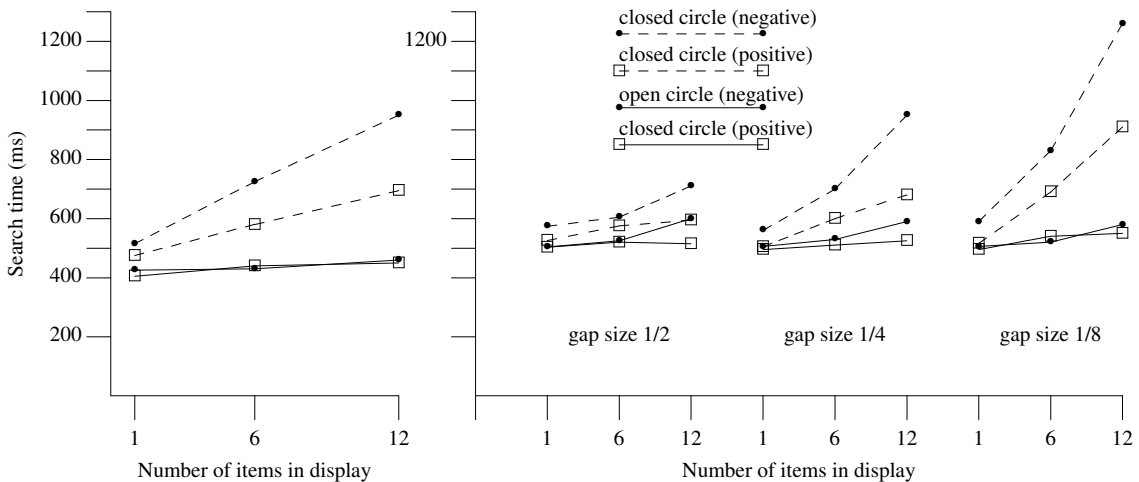 1200
1000
800
600
400
200
Search time (ms)
1 6 12
Number of items in display
1200
closed circle (negative)
closed circle (positive)
open circle (negative)
closed circle (positive)
gap size 1/2 gap size 1/4 gap size 1/8
1 6 12 1 6 12 1 6 12
Number of items in display